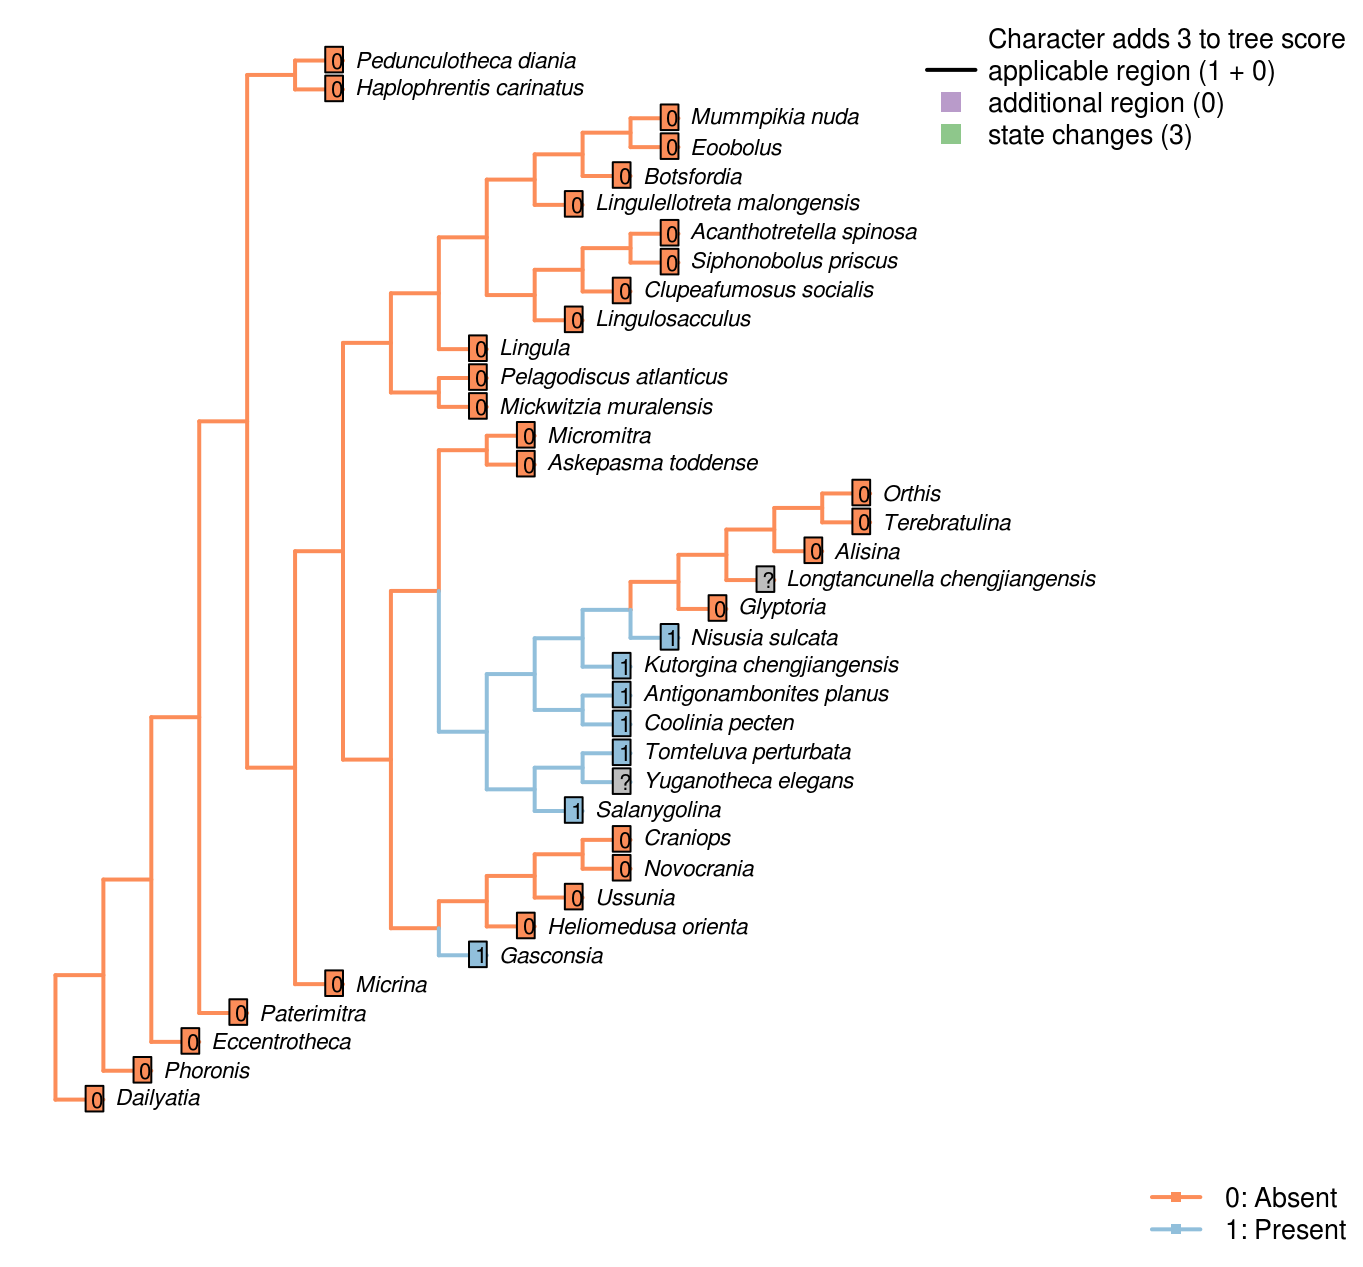 Character adds 3 to tree score
applicable region (1 + 0)
additional region (0)
state changes (3)
0 Pedunculotheca diania
0 Haplophrentis carinatus
0 Mummpikia nuda
0 Eoobolus
0 Botsfordia
0 Lingulellotreta malongensis
0 Acanthotretella spinosa
0 Siphonobolus priscus
0 Clupeafumosus socialis
0 Lingulosacculus
0 Lingula
0 Pelagodiscus atlanticus
0 Mickwitzia muralensis
0 Micromitra
0 Askepasma toddense
0 Orthis
0 Terebratulina
0 Alisina
? Longtancunella chengjiangensis
0 Glyptoria
1 Nisusia sulcata
1 Kutorgina chengjiangensis
1 Antigonambonites planus
1 Coolinia pecten
1 Tomteluva perturbata
? Yuganotheca elegans
1 Salanygolina
0 Craniops
0 Novocrania
0 Ussunia
0 Heliomedusa orienta
1 Gasconsia
0 Micrina
0 Paterimitra
0 Eccentrotheca
0 Phoronis
0 Dailyatia
0: Absent
1: Present